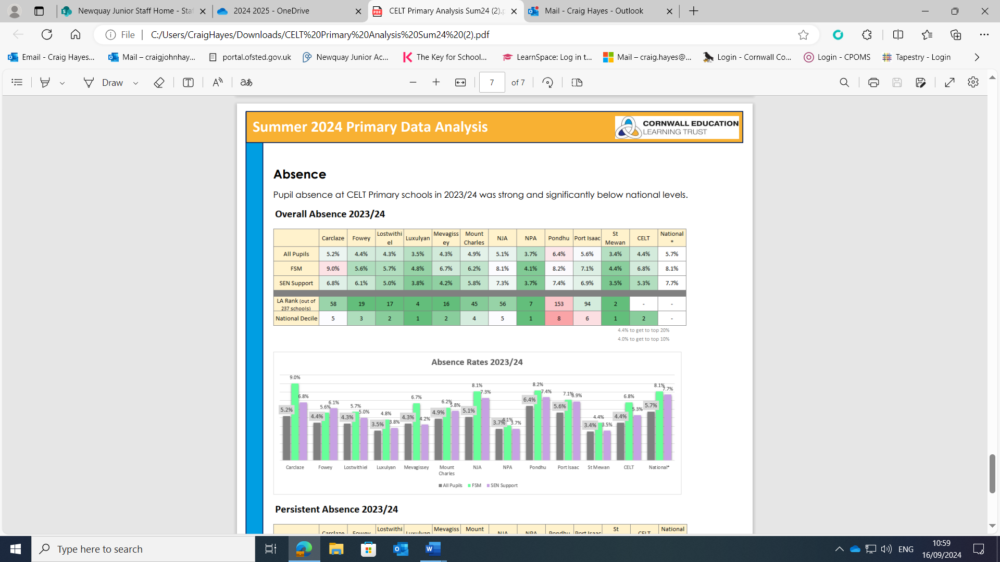 Newquay Junior Staff Home - Staf
2024 2025 - OneDrive
CELT Primary Analysis Sum24 (2).p
Mail - Craig Hayes - Outlook
File
C:/Users/CraigHayes/Downloads/CELT%20Primary%20Analysis%20Sum24%20(2).pdf
Email - Craig Hayes...
Mail – craigjohnhay...
portal.ofsted.gov.uk
Newquay Junior Ac...
The Key for School...
LearnSpace: Log in t...
Mail – craig.hayes@...
Login - Cornwall Co...
Login - CPOMS
Tapestry - Login
Draw
7 of 7
Summer 2024 Primary Data Analysis
CORNWALL EDUCATION
LEARNING TRUST
Absence
Pupil absence at CELT Primary schools in 2023/24 was strong and significantly below national levels.
Overall Absence 2023/24
Carclaze Fowey Lostwithiel Luxulyan Mevagissey Mount Charles NJA NPA Pondhu Port Isaac St Mewan CELT National*
All Pupils 5.2% 4.4% 4.3% 3.5% 4.3% 4.9% 5.1% 3.7% 6.4% 5.6% 3.4% 4.4% 5.7%
FSM 9.0% 5.6% 5.7% 4.8% 6.7% 6.2% 8.1% 4.1% 8.2% 7.1% 4.4% 6.8% 8.1%
SEN Support 6.8% 6.1% 5.0% 3.8% 4.2% 5.8% 7.3% 3.7% 7.4% 6.9% 3.5% 5.3% 7.7%
LA Rank (out of 237 schools) 58 19 17 4 16 45 56 7 153 94 2 - -
National Decile 5 3 2 1 2 4 5 1 8 6 1 2 -
4.4% to get to top 20%
4.0% to get to top 10%
Absence Rates 2023/24
5.2% 9.0% 6.8% 4.4% 5.6% 6.1% 4.3% 5.7% 5.0% 3.5% 4.8% 3.8% 4.3% 6.7% 4.2% 4.9% 6.2% 5.8% 5.1% 8.1% 7.3% 3.7% 4.1% 3.7% 6.4% 8.2% 7.4% 5.6% 7.1% 6.9% 3.4% 4.4% 3.5% 4.4% 6.8% 5.3% 5.7% 8.1% 7.7%
Carclaze Fowey Lostwithiel Luxulyan Mevagissey Mount Charles NJA NPA Pondhu Port Isaac St Mewan CELT National*
All Pupils FSM SEN Support
Persistent Absence 2023/24
Carclaze Fowey Lostwithi Luxulyan Mevagiss Mount NJA NPA Pondhu Port Isaac St CELT National
Type here to search
ENG
10:59
16/09/2024